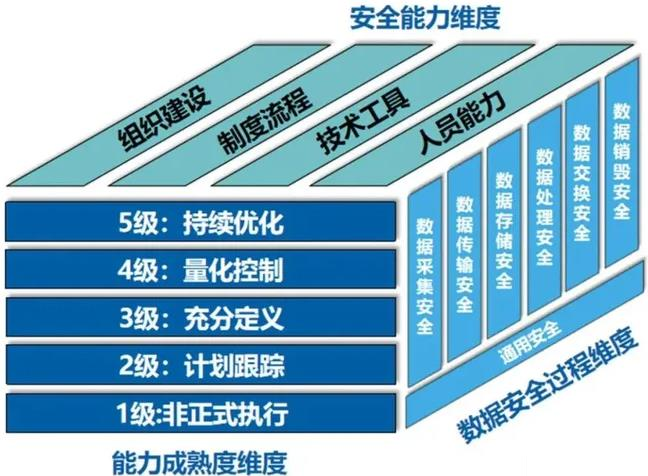 安全能力维度
组织建设
制度流程
技术工具
人员能力
5级：持续优化
4级：量化控制
3级：充分定义
2级：计划跟踪
1级:非正式执行
能力成熟度维度
数据采集安全
数据传输安全
数据存储安全
数据处理安全
数据交换安全
数据销毁安全
通用安全
数据安全过程维度